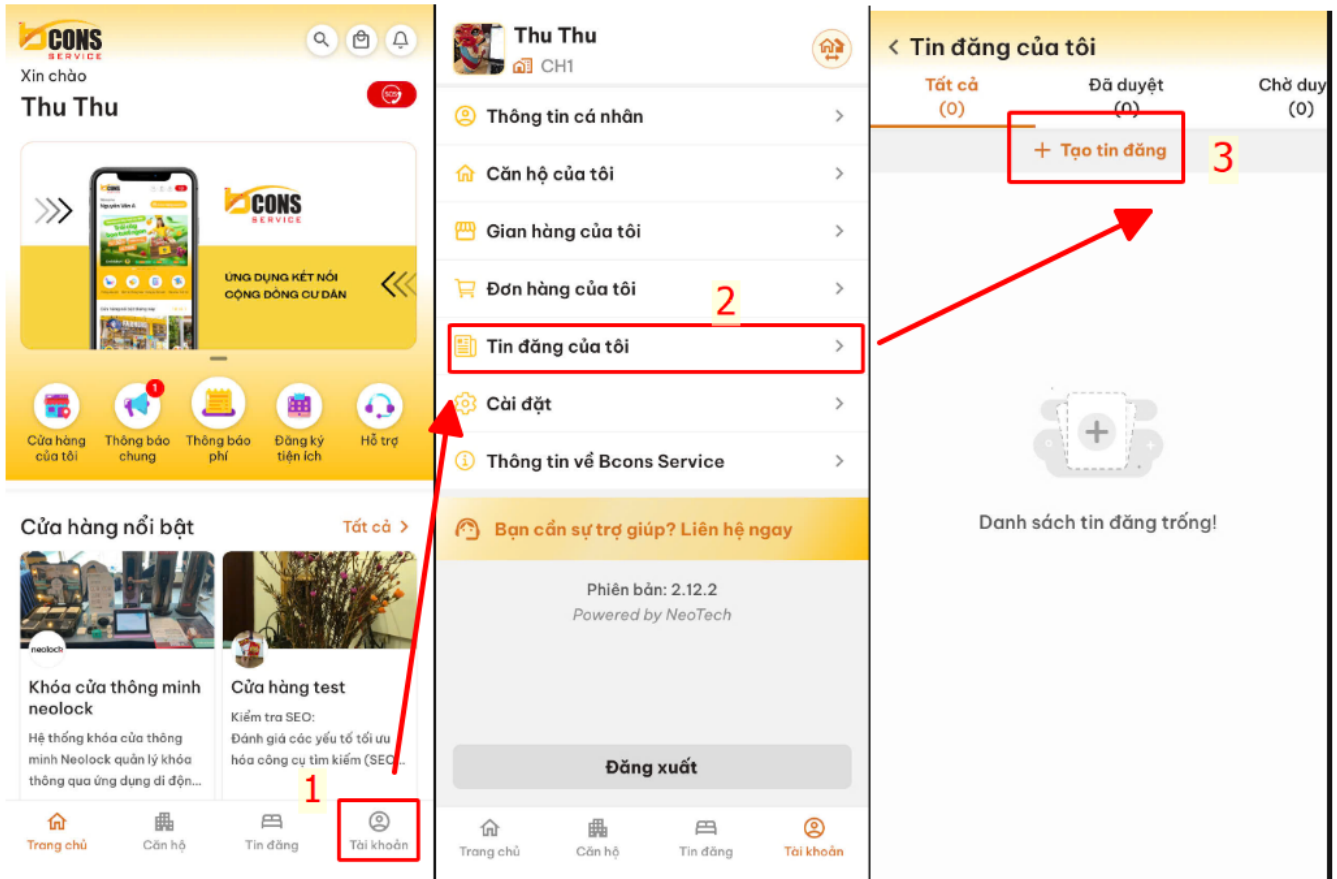 bCONS
SERVICE
Xin chào
Thu Thu
SOS
bCONS
SERVICE
ỨNG DỤNG KẾT NỐI
CỘNG ĐỒNG CƯ DÂN
1
Cửa hàng
của tôi
Thông báo
chung
Thông báo
phí
Đăng ký
tiện ích
Hỗ trợ
Cửa hàng nổi bật
Tất cả >
neolock
Khóa cửa thông minh
neolock
Hệ thống khóa cửa thông
minh Neolock quản lý khóa
thông qua ứng dụng di độn...
Cửa hàng test
Kiểm tra SEO:
Đánh giá các yếu tố tối ưu
hóa công cụ tìm kiếm (SEO...
1
Trang chủ
Căn hộ
Tin đăng
Tài khoản
Thu Thu
CH1
Thông tin cá nhân
Căn hộ của tôi
Gian hàng của tôi
Đơn hàng của tôi
2
Tin đăng của tôi
Cài đặt
Thông tin về Bcons Service
Bạn cần sự trợ giúp? Liên hệ ngay
Phiên bản: 2.12.2
Powered by NeoTech
Đăng xuất
Trang chủ
Căn hộ
Tin đăng
Tài khoản
< Tin đăng của tôi
Tất cả
(0)
Đã duyệt
(0)
Chờ duy
(0)
+ Tạo tin đăng
3
Danh sách tin đăng trống!